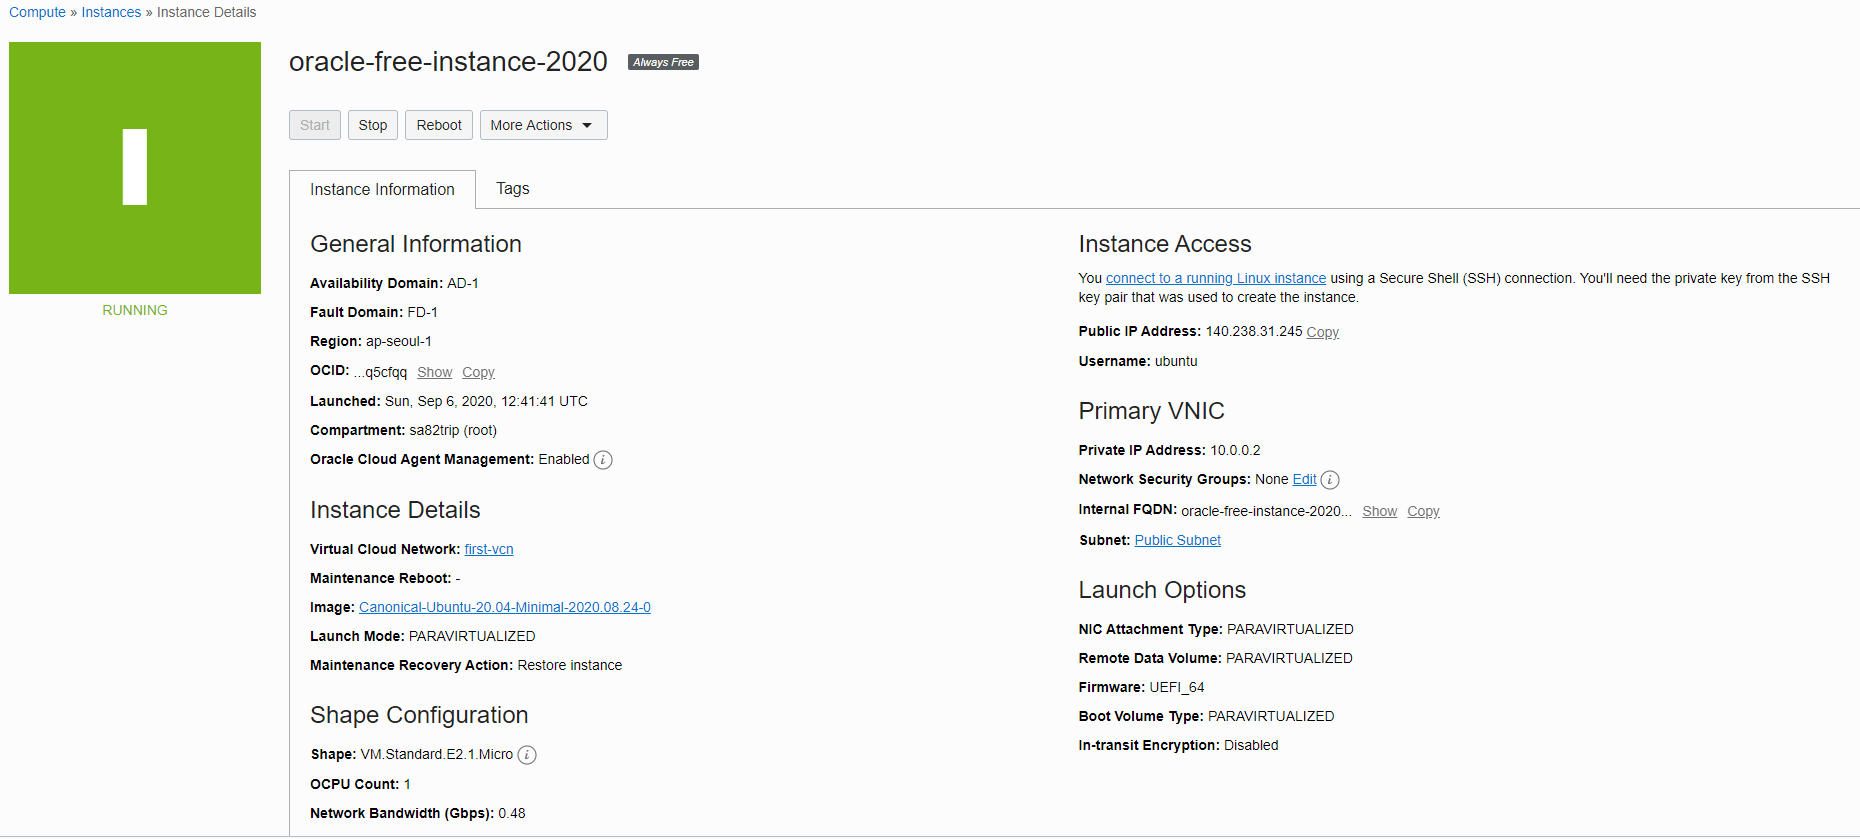 Compute » Instances » Instance Details
oracle-free-instance-2020 Always Free
Start Stop Reboot More Actions
RUNNING
Instance Information Tags
General Information
Availability Domain: AD-1
Fault Domain: FD-1
Region: ap-seoul-1
OCID: ...q5cfqq Show Copy
Launched: Sun, Sep 6, 2020, 12:41:41 UTC
Compartment: sa82trip (root)
Oracle Cloud Agent Management: Enabled i
Instance Details
Virtual Cloud Network: first-vcn
Maintenance Reboot: -
Image: Canonical-Ubuntu-20.04-Minimal-2020.08.24-0
Launch Mode: PARAVIRTUALIZED
Maintenance Recovery Action: Restore instance
Shape Configuration
Shape: VM.Standard.E2.1.Micro i
OCPU Count: 1
Network Bandwidth (Gbps): 0.48
Instance Access
You connect to a running Linux instance using a Secure Shell (SSH) connection. You'll need the private key from the SSH
key pair that was used to create the instance.
Public IP Address: 140.238.31.245 Copy
Username: ubuntu
Primary VNIC
Private IP Address: 10.0.0.2
Network Security Groups: None Edit i
Internal FQDN: oracle-free-instance-2020... Show Copy
Subnet: Public Subnet
Launch Options
NIC Attachment Type: PARAVIRTUALIZED
Remote Data Volume: PARAVIRTUALIZED
Firmware: UEFI_64
Boot Volume Type: PARAVIRTUALIZED
In-transit Encryption: Disabled